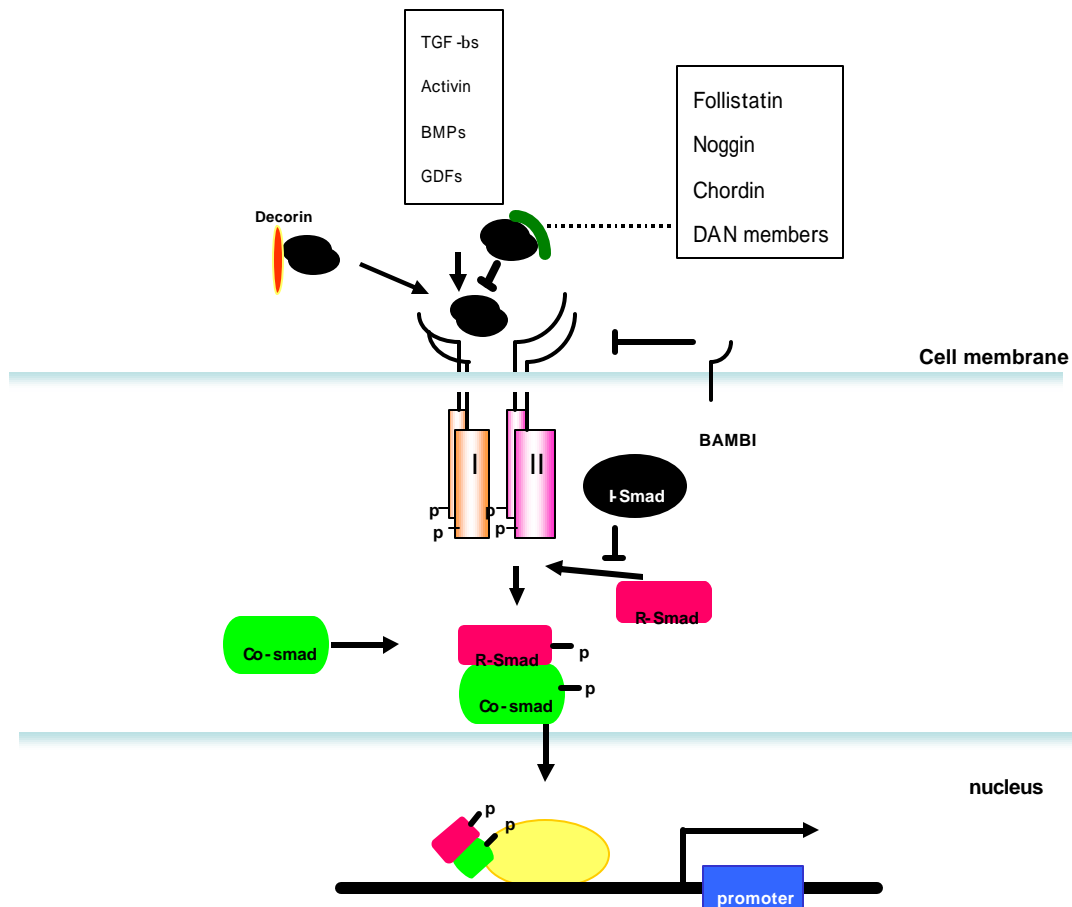 TGF-bs
Activin
BMPs
GDFs
Follistatin
Noggin
Chordin
DAN members
Decorin
Cell membrane
BAMBI
I
II
I-Smad
p
p
p
p
R-Smad
Co-smad
R-Smad
p
Co-smad
p
nucleus
p
p
promoter